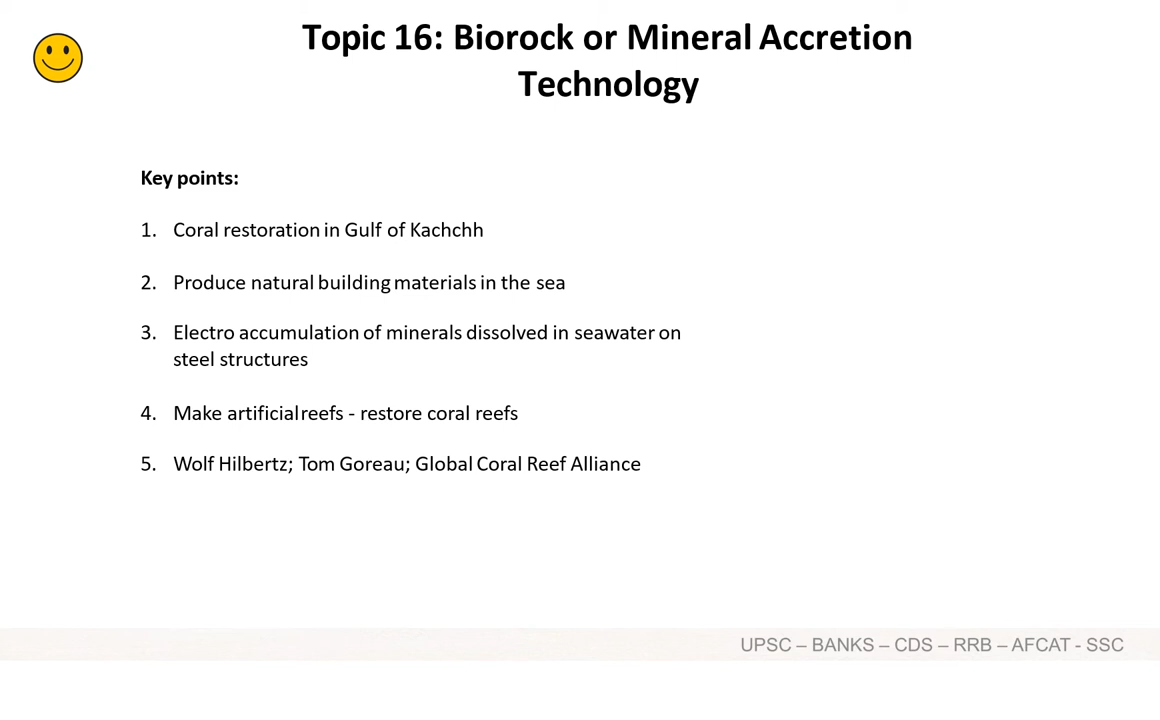 Topic 16: Biorock or Mineral Accretion
Technology
Key points:
1. Coral restoration in Gulf of Kachchh
2. Produce natural building materials in the sea
3. Electro accumulation of minerals dissolved in seawater on
steel structures
4. Make artificial reefs - restore coral reefs
5. Wolf Hilbertz; Tom Goreau; Global Coral Reef Alliance
UPSC – BANKS – CDS – RRB – AFCAT - SSC